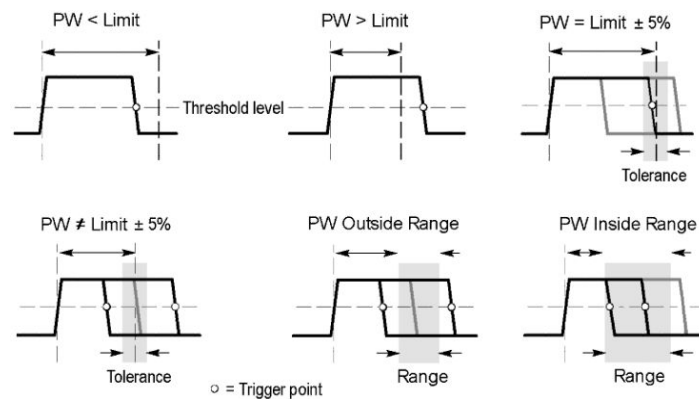 PW < Limit
PW > Limit
PW = Limit ± 5%
Threshold level
Tolerance
PW ≠ Limit ± 5%
PW Outside Range
PW Inside Range
Tolerance
Range
Range
o = Trigger point